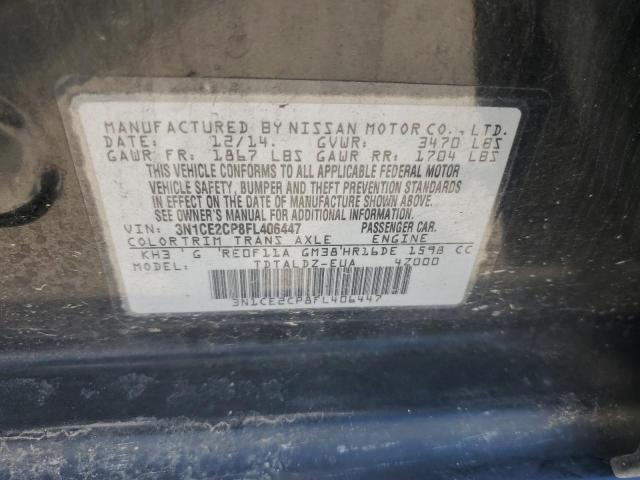 MANUFACTURED BY NISSAN MOTOR CO., LTD.
DATE: 12/14. GVWR: 3470 LBS
GAWR FR: 1867 LBS GAWR RR: 1704 LBS
THIS VEHICLE CONFORMS TO ALL APPLICABLE FEDERAL MOTOR
VEHICLE SAFETY, BUMPER AND THEFT PREVENTION STANDARDS
IN EFFECT ON THE DATE OF MANUFACTURE SHOWN ABOVE.
SEE OWNER'S MANUAL FOR ADDITIONAL INFORMATION.
VIN: 3N1CE2CP8FL406447 PASSENGER CAR.
COLOR TRIM TRANS AXLE ENGINE
KH3 G RE0F11A GM38 HR16DE 1598 CC
MODEL: TDTALDZ-EUA 4Z000
3N1CE2CP8FL406447